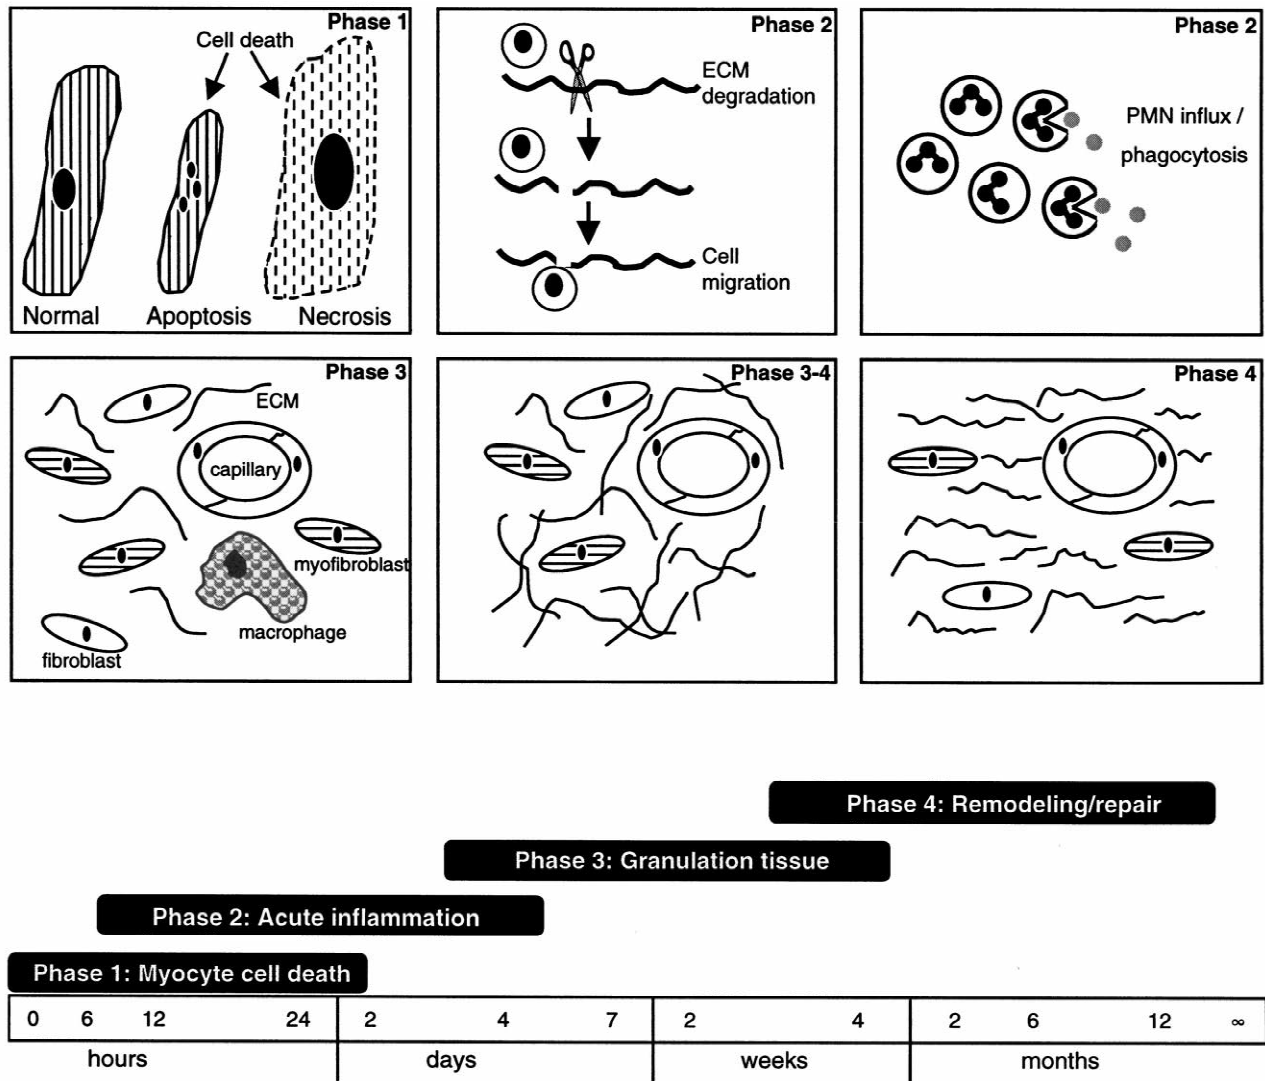 Phase 1
Cell death
Normal
Apoptosis
Necrosis
Phase 2
ECM
degradation
Cell
migration
Phase 2
PMN influx /
phagocytosis
Phase 3
ECM
capillary
myofibroblast
macrophage
fibroblast
Phase 3-4
Phase 4
Phase 4: Remodeling/repair
Phase 3: Granulation tissue
Phase 2: Acute inflammation
Phase 1: Myocyte cell death
0 6 12 24 2 4 7 2 4 2 6 12 ∞
hours days weeks months